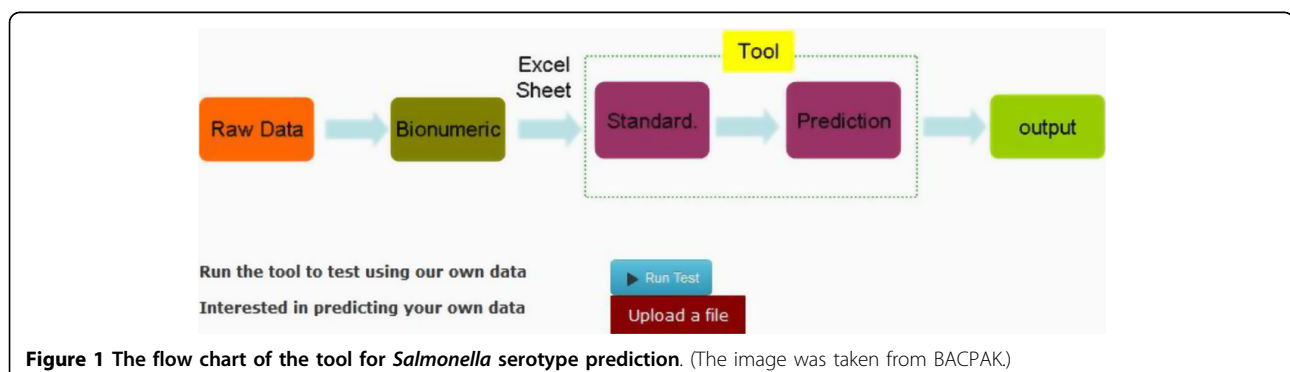 Tool
Excel
Sheet
Raw Data
Bionumeric
Standard.
Prediction
output
Run the tool to test using our own data
Run Test
Interested in predicting your own data
Upload a file
Figure 1 The flow chart of the tool for Salmonella serotype prediction. (The image was taken from BACPAK.)